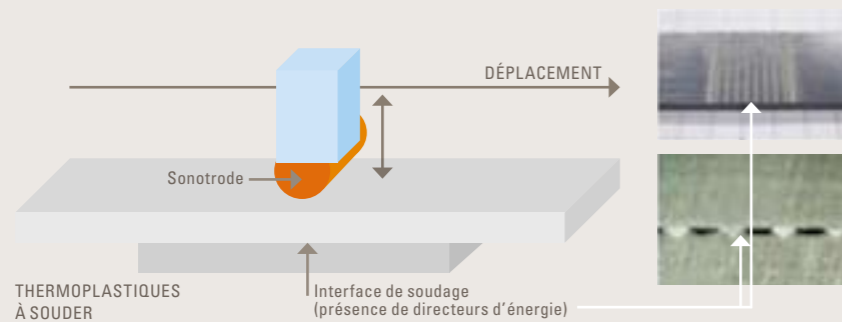 DÉPLACEMENT
Sonotrode
THERMOPLASTIQUES
À SOUDER
Interface de soudage
(présence de directeurs d'énergie)